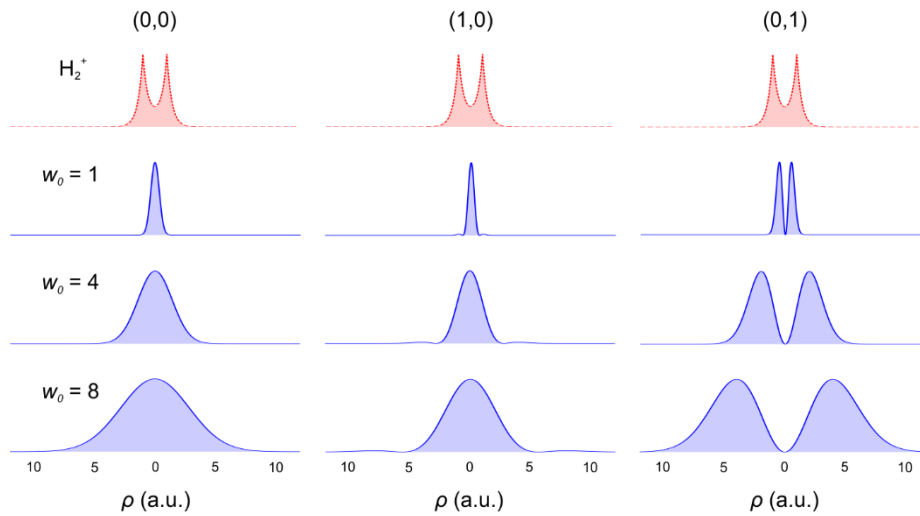 (0,0) (1,0) (0,1)
H₂⁺
w₀ = 1
w₀ = 4
w₀ = 8
10 5 0 5 10 10 5 0 5 10 10 5 0 5 10
ρ (a.u.) ρ (a.u.) ρ (a.u.)